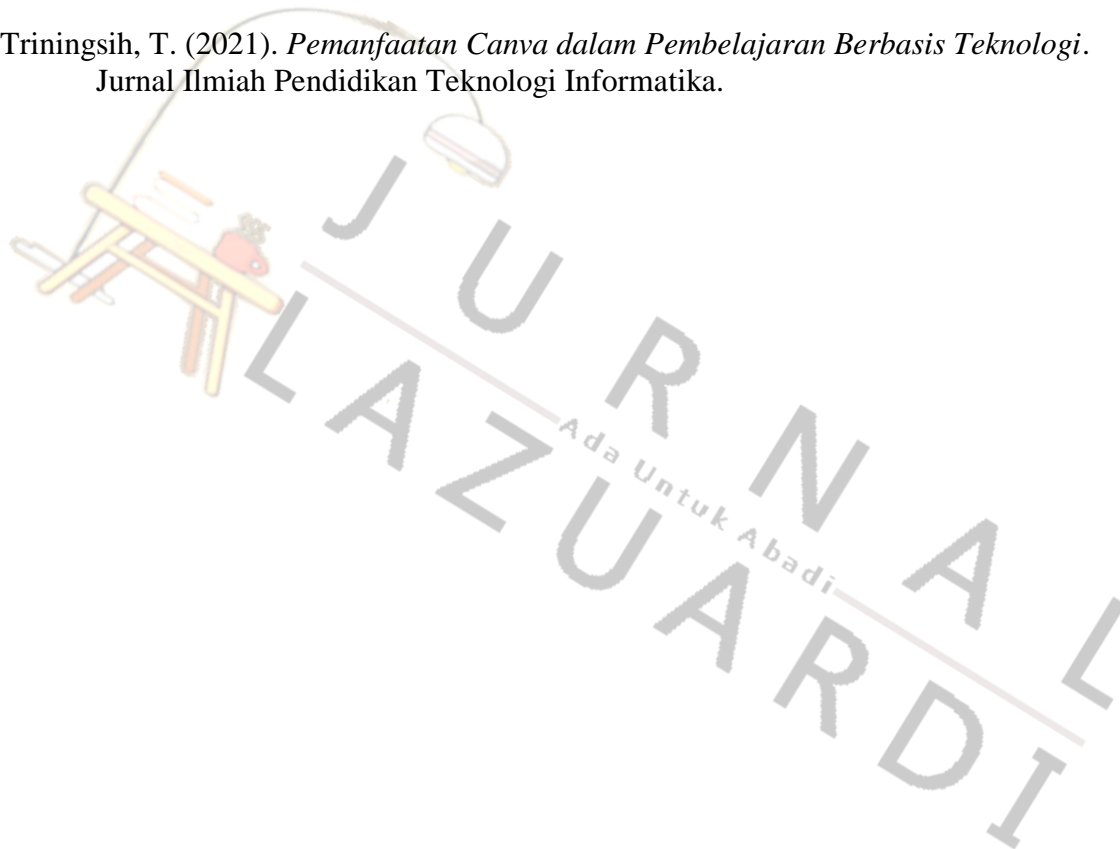 Triningsih, T. (2021). Pemanfaatan Canva dalam Pembelajaran Berbasis Teknologi.
Jurnal Ilmiah Pendidikan Teknologi Informatika.
JURNAL
Ada Untuk Abadi
LAZUARDI